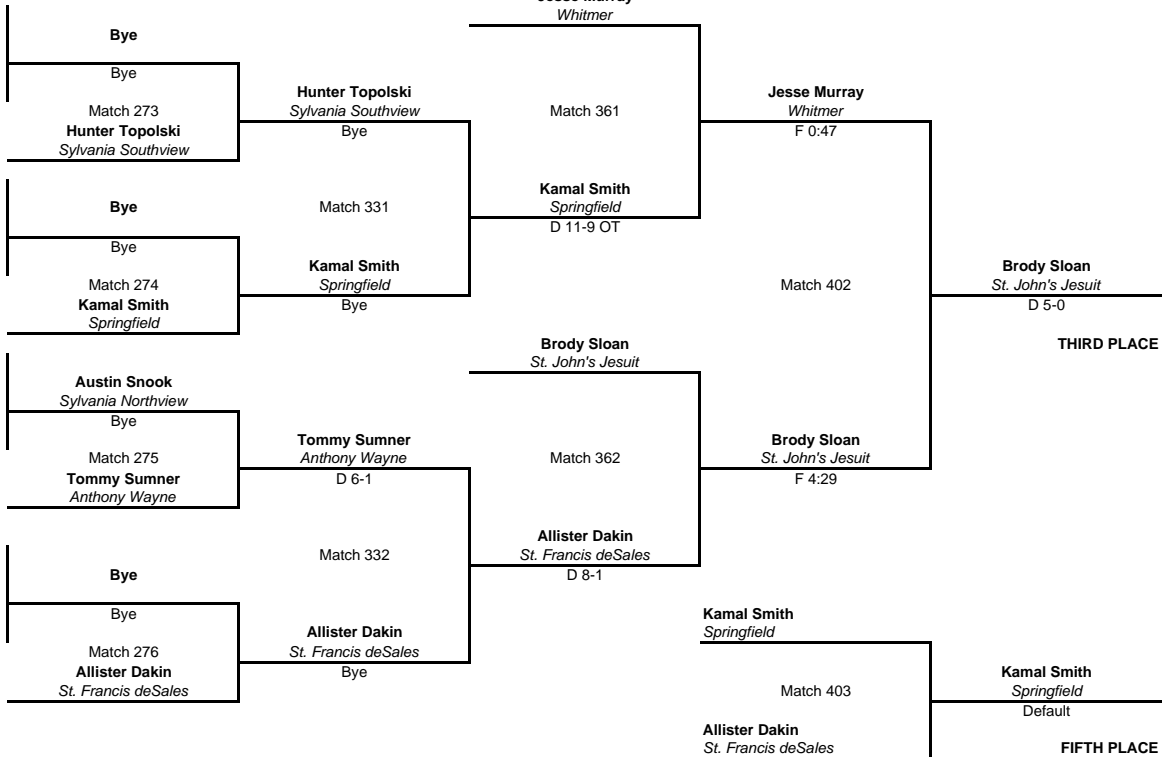 Jesse Murray
Whitmer
Bye
Bye
Match 273
Hunter Topolski
Sylvania Southview
Hunter Topolski
Sylvania Southview
Bye
Match 361
Jesse Murray
Whitmer
F 0:47
Bye
Bye
Match 274
Kamal Smith
Springfield
Match 331
Kamal Smith
Springfield
Bye
Kamal Smith
Springfield
D 11-9 OT
Match 402
Brody Sloan
St. John's Jesuit
D 5-0
THIRD PLACE
Austin Snook
Sylvania Northview
Bye
Match 275
Tommy Sumner
Anthony Wayne
Tommy Sumner
Anthony Wayne
D 6-1
Brody Sloan
St. John's Jesuit
Match 362
Brody Sloan
St. John's Jesuit
F 4:29
Bye
Bye
Match 276
Allister Dakin
St. Francis deSales
Match 332
Allister Dakin
St. Francis deSales
Bye
Allister Dakin
St. Francis deSales
D 8-1
Kamal Smith
Springfield
Match 403
Allister Dakin
St. Francis deSales
Kamal Smith
Springfield
Default
FIFTH PLACE